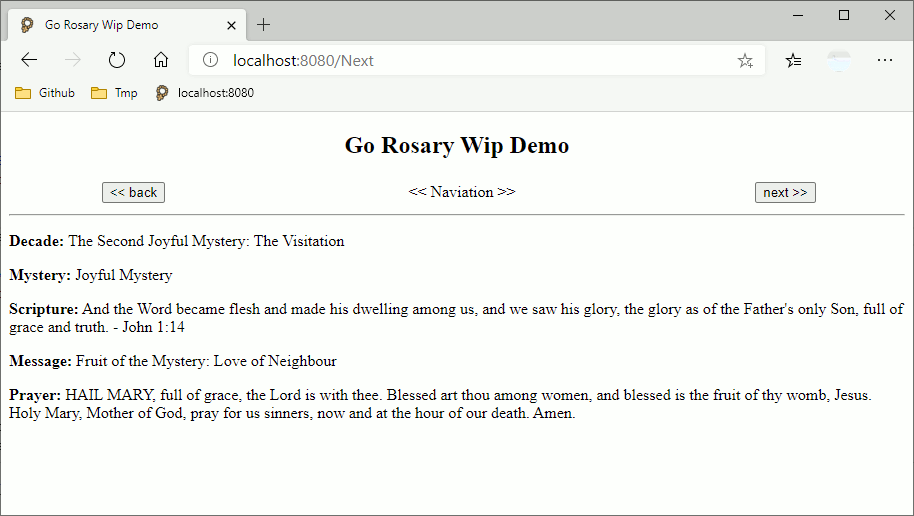 Go Rosary Wip Demo
localhost:8080/Next
Github Tmp localhost:8080
Go Rosary Wip Demo
<< back << Naviation >> next >>
Decade: The Second Joyful Mystery: The Visitation
Mystery: Joyful Mystery
Scripture: And the Word became flesh and made his dwelling among us, and we saw his glory, the glory as of the Father's only Son, full of
grace and truth. - John 1:14
Message: Fruit of the Mystery: Love of Neighbour
Prayer: HAIL MARY, full of grace, the Lord is with thee. Blessed art thou among women, and blessed is the fruit of thy womb, Jesus.
Holy Mary, Mother of God, pray for us sinners, now and at the hour of our death. Amen.